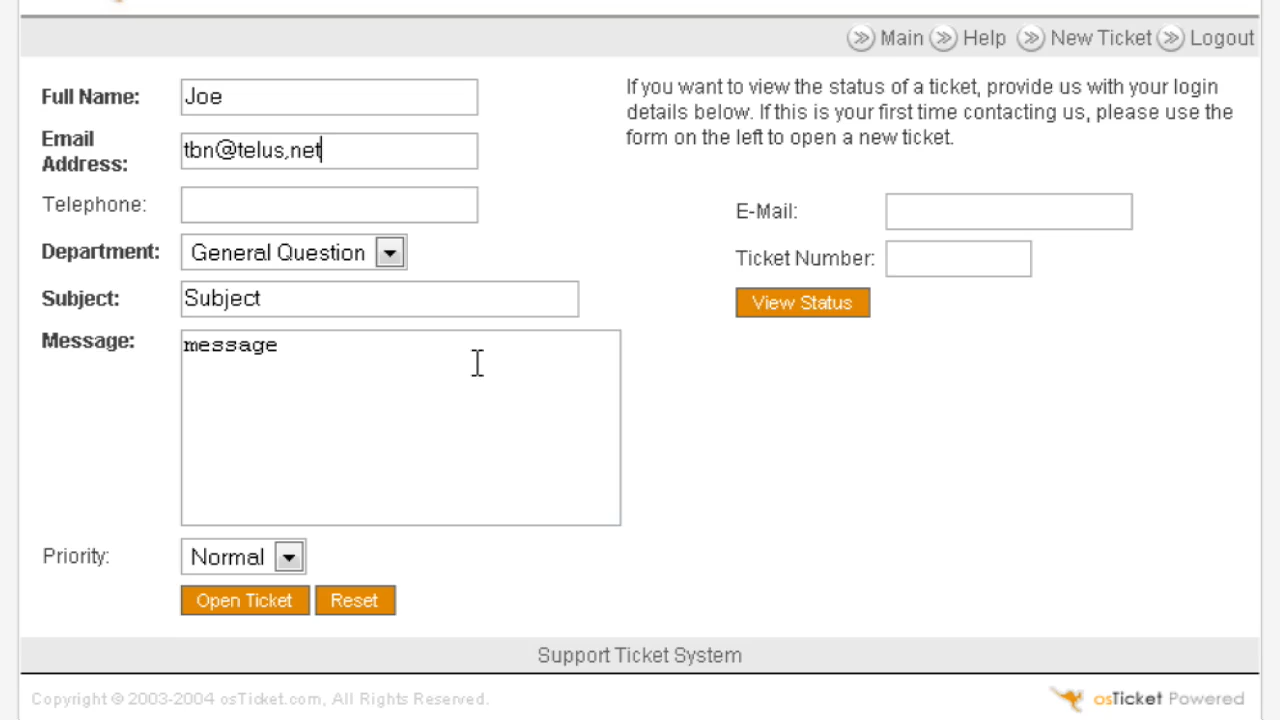 Main Help New Ticket Logout
Full Name: Joe
Email
Address: tbn@telus,net
Telephone:
Department: General Question
Subject: Subject
Message: message
Priority: Normal
Open Ticket Reset
If you want to view the status of a ticket, provide us with your login
details below. If this is your first time contacting us, please use the
form on the left to open a new ticket.
E-Mail:
Ticket Number:
View Status
Support Ticket System
Copyright © 2003-2004 osTicket.com, All Rights Reserved.
osTicket Powered